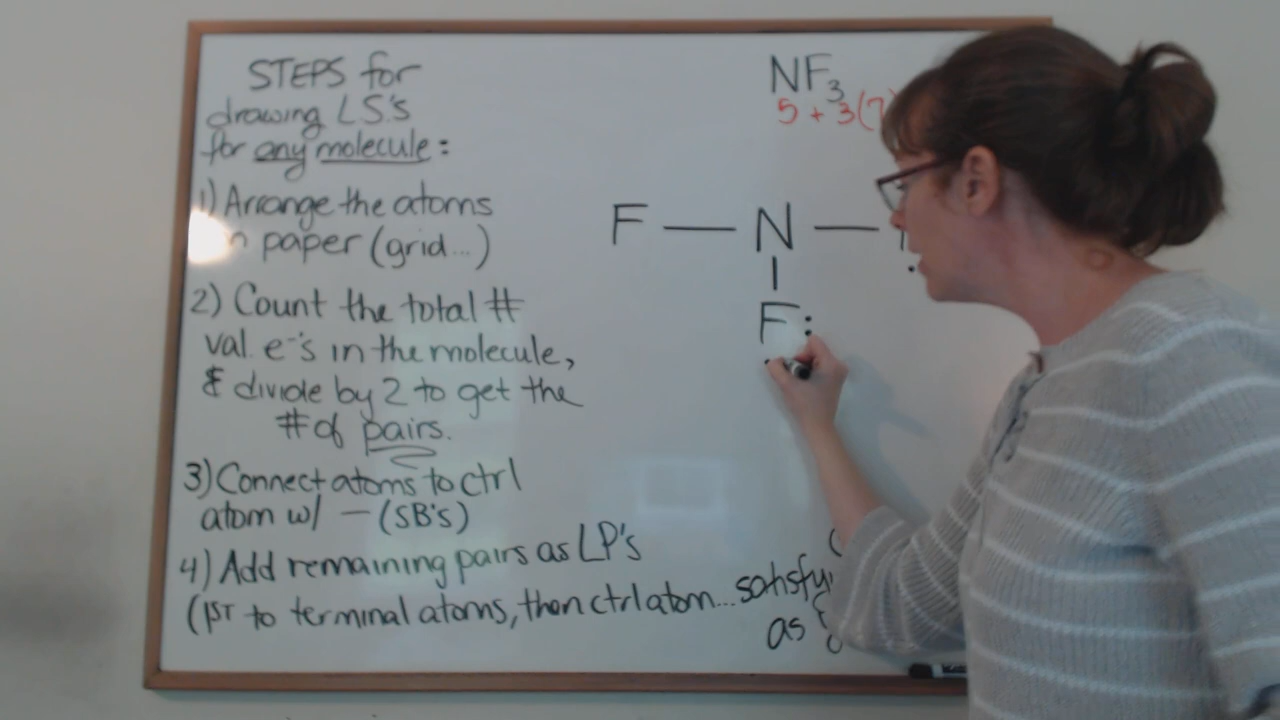 STEPS for
drawing LS's
for any molecule:
1) Arrange the atoms
paper (grid...)
2) Count the total #
val. e-'s in the molecule,
& divide by 2 to get the
# of pairs.
3) Connect atoms to ctrl
atom w/ — (SB's)
4) Add remaining pairs as LP's
(1ST to terminal atoms, then ctrl atom... satisfy
as
NF3
5 + 3(7
F — N —
F: